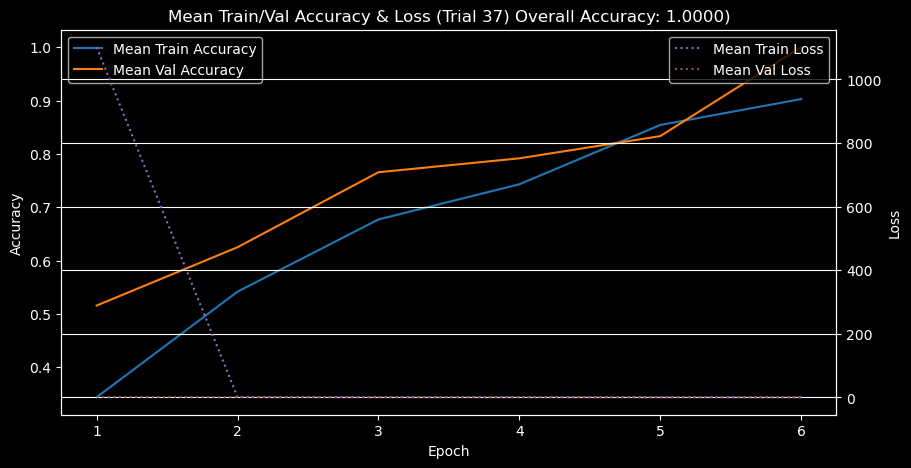 Mean Train/Val Accuracy & Loss (Trial 37) Overall Accuracy: 1.0000)
Mean Train Accuracy
Mean Val Accuracy
Mean Train Loss
Mean Val Loss
Accuracy
1.0
0.9
0.8
0.7
0.6
0.5
0.4
1000
800
600
400
200
0
Loss
1 2 3 4 5 6
Epoch